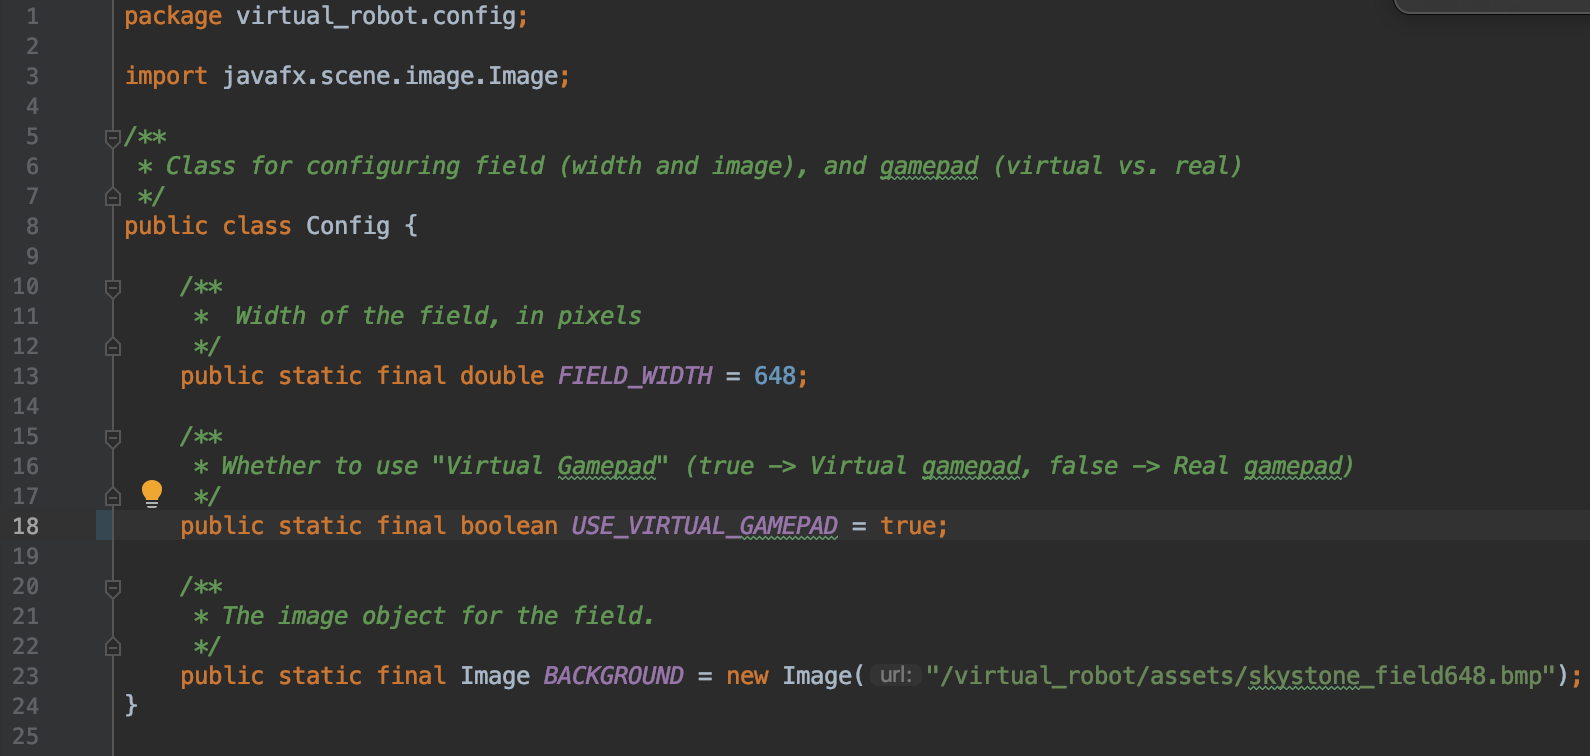 1 package virtual_robot.config;
2
3 import javafx.scene.image.Image;
4
5 /**
6 * Class for configuring field (width and image), and gamepad (virtual vs. real)
7 */
8 public class Config {
9
10 /**
11 *  Width of the field, in pixels
12 */
13 public static final double FIELD_WIDTH = 648;
14
15 /**
16 * Whether to use "Virtual Gamepad" (true -> Virtual gamepad, false -> Real gamepad)
17 */
18 public static final boolean USE_VIRTUAL_GAMEPAD = true;
19
20 /**
21 * The image object for the field.
22 */
23 public static final Image BACKGROUND = new Image( url: "/virtual_robot/assets/skystone_field648.bmp");
24 }
25